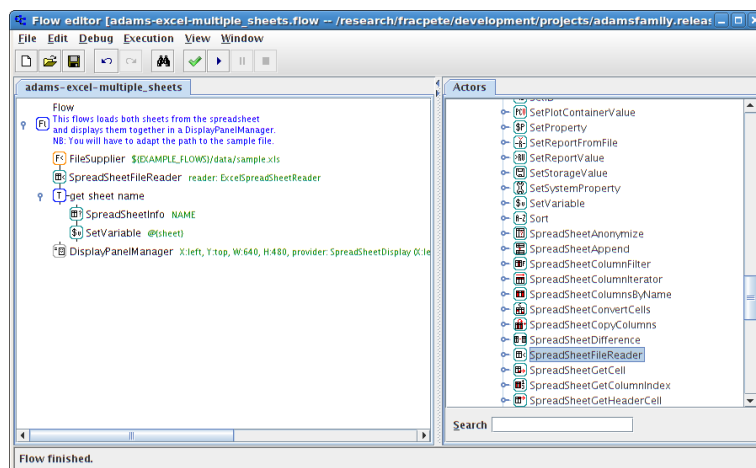 Flow editor [adams-excel-multiple_sheets.flow -- /research/fracpete/development/projects/adamsfamily.releas
File Edit Debug Execution View Window
adams-excel-multiple_sheets
Flow
This flows loads both sheets from the spreadsheet
and displays them together in a DisplayPanelManager.
NB: You will have to adapt the path to the sample file.
FileSupplier ${EXAMPLE_FLOWS}/data/sample.xls
SpreadSheetFileReader reader: ExcelSpreadSheetReader
get sheet name
SpreadSheetInfo NAME
SetVariable @{sheet}
DisplayPanelManager X:left, Y:top, W:640, H:480, provider: SpreadSheetDisplay (X:le
Actors
SetPlotContainerValue
SetProperty
SetReportFromFile
SetReportValue
SetStorageValue
SetSystemProperty
SetVariable
Sort
SpreadSheetAnonymize
SpreadSheetAppend
SpreadSheetColumnFilter
SpreadSheetColumnIterator
SpreadSheetColumnsByName
SpreadSheetConvertCells
SpreadSheetCopyColumns
SpreadSheetDifference
SpreadSheetFileReader
SpreadSheetGetCell
SpreadSheetGetColumnIndex
SpreadSheetGetHeaderCell
Search
Flow finished.